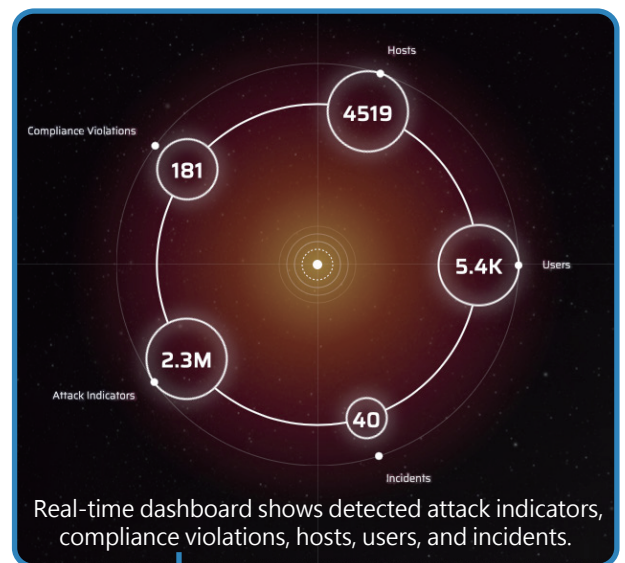 Hosts
4519
Compliance Violations
181
5.4K
Users
2.3M
Attack Indicators
40
Incidents
Real-time dashboard shows detected attack indicators,
compliance violations, hosts, users, and incidents.